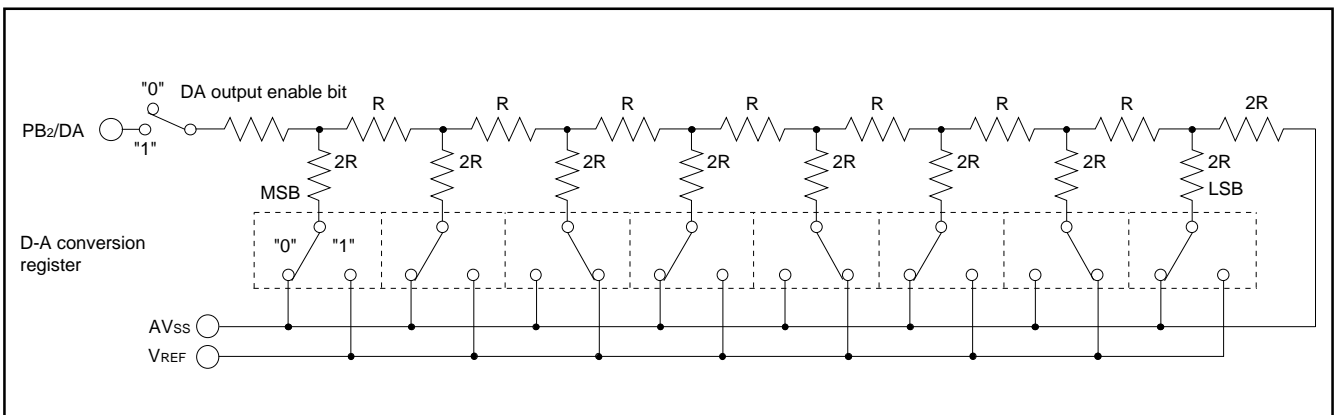 "0" DA output enable bit
R R R R R R R 2R
PB2/DA
"1"
2R 2R 2R 2R 2R 2R 2R 2R
MSB LSB
D-A conversion
register
"0" "1"
AVSS
VREF